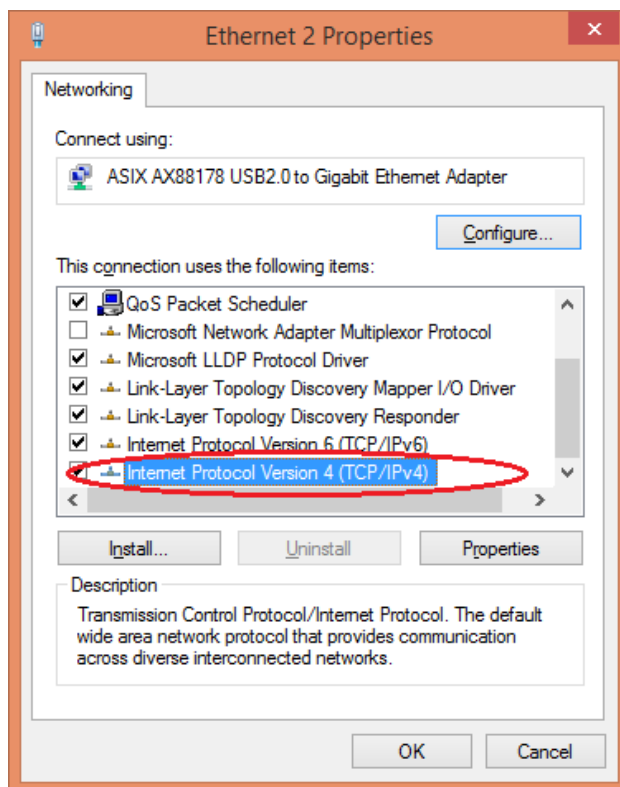 Ethernet 2 Properties
Networking
Connect using:
ASIX AX88178 USB2.0 to Gigabit Ethernet Adapter
Configure...
This connection uses the following items:
QoS Packet Scheduler
Microsoft Network Adapter Multiplexor Protocol
Microsoft LLDP Protocol Driver
Link-Layer Topology Discovery Mapper I/O Driver
Link-Layer Topology Discovery Responder
Internet Protocol Version 6 (TCP/IPv6)
Internet Protocol Version 4 (TCP/IPv4)
Install... Uninstall Properties
Description
Transmission Control Protocol/Internet Protocol. The default
wide area network protocol that provides communication
across diverse interconnected networks.
OK Cancel